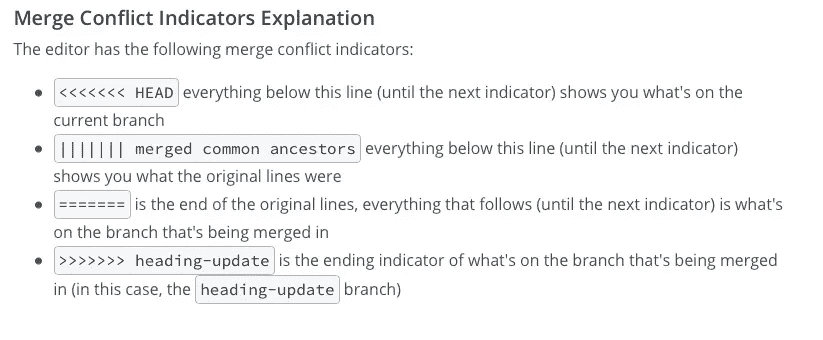 Merge Conflict Indicators Explanation
The editor has the following merge conflict indicators:
• <<<<<<< HEAD everything below this line (until the next indicator) shows you what's on the
current branch
• ||||||| merged common ancestors everything below this line (until the next indicator)
shows you what the original lines were
• ======= is the end of the original lines, everything that follows (until the next indicator) is what's
on the branch that's being merged in
• >>>>>>> heading-update is the ending indicator of what's on the branch that's being merged
in (in this case, the heading-update branch)